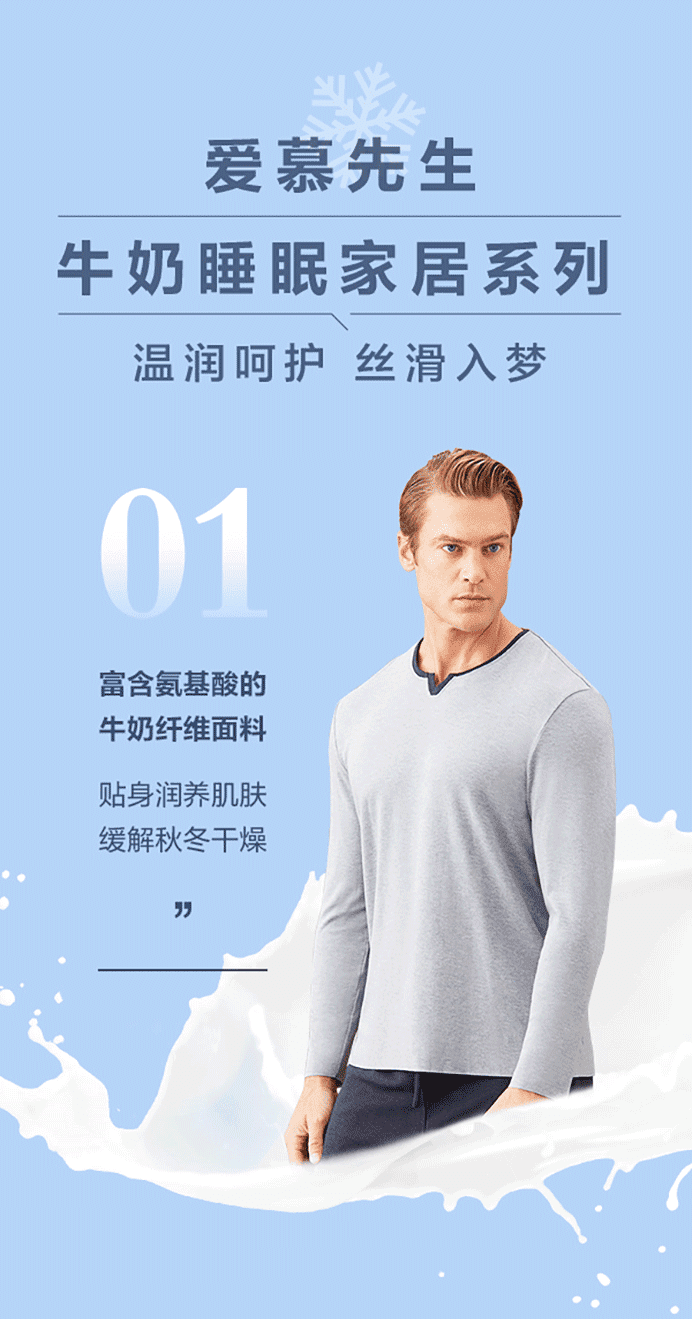 爱慕先生
牛奶睡眠家居系列
温润呵护 丝滑入梦
01
富含氨基酸的
牛奶纤维面料
贴身润养肌肤
缓解秋冬干燥
”